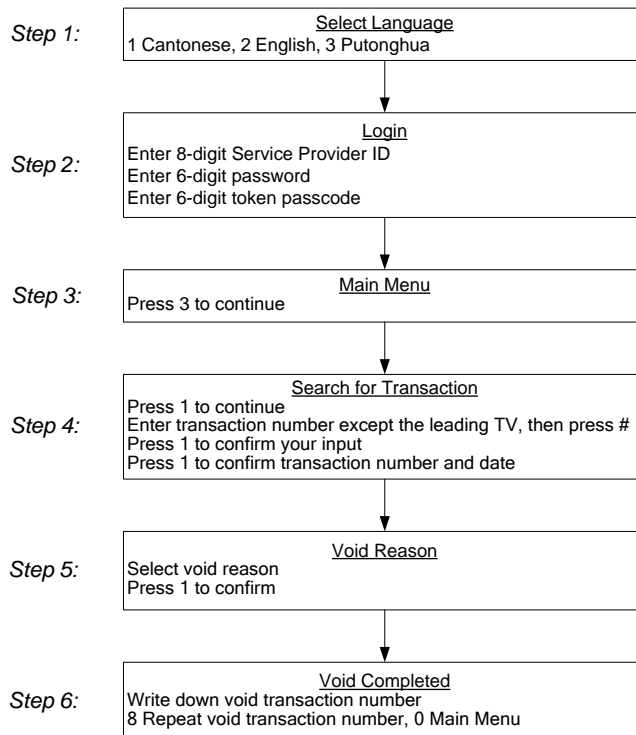 Step 1:
Select Language
1 Cantonese, 2 English, 3 Putonghua
Step 2:
Login
Enter 8-digit Service Provider ID
Enter 6-digit password
Enter 6-digit token passcode
Step 3:
Main Menu
Press 3 to continue
Step 4:
Search for Transaction
Press 1 to continue
Enter transaction number except the leading TV, then press #
Press 1 to confirm your input
Press 1 to confirm transaction number and date
Step 5:
Void Reason
Select void reason
Press 1 to confirm
Step 6:
Void Completed
Write down void transaction number
8 Repeat void transaction number, 0 Main Menu